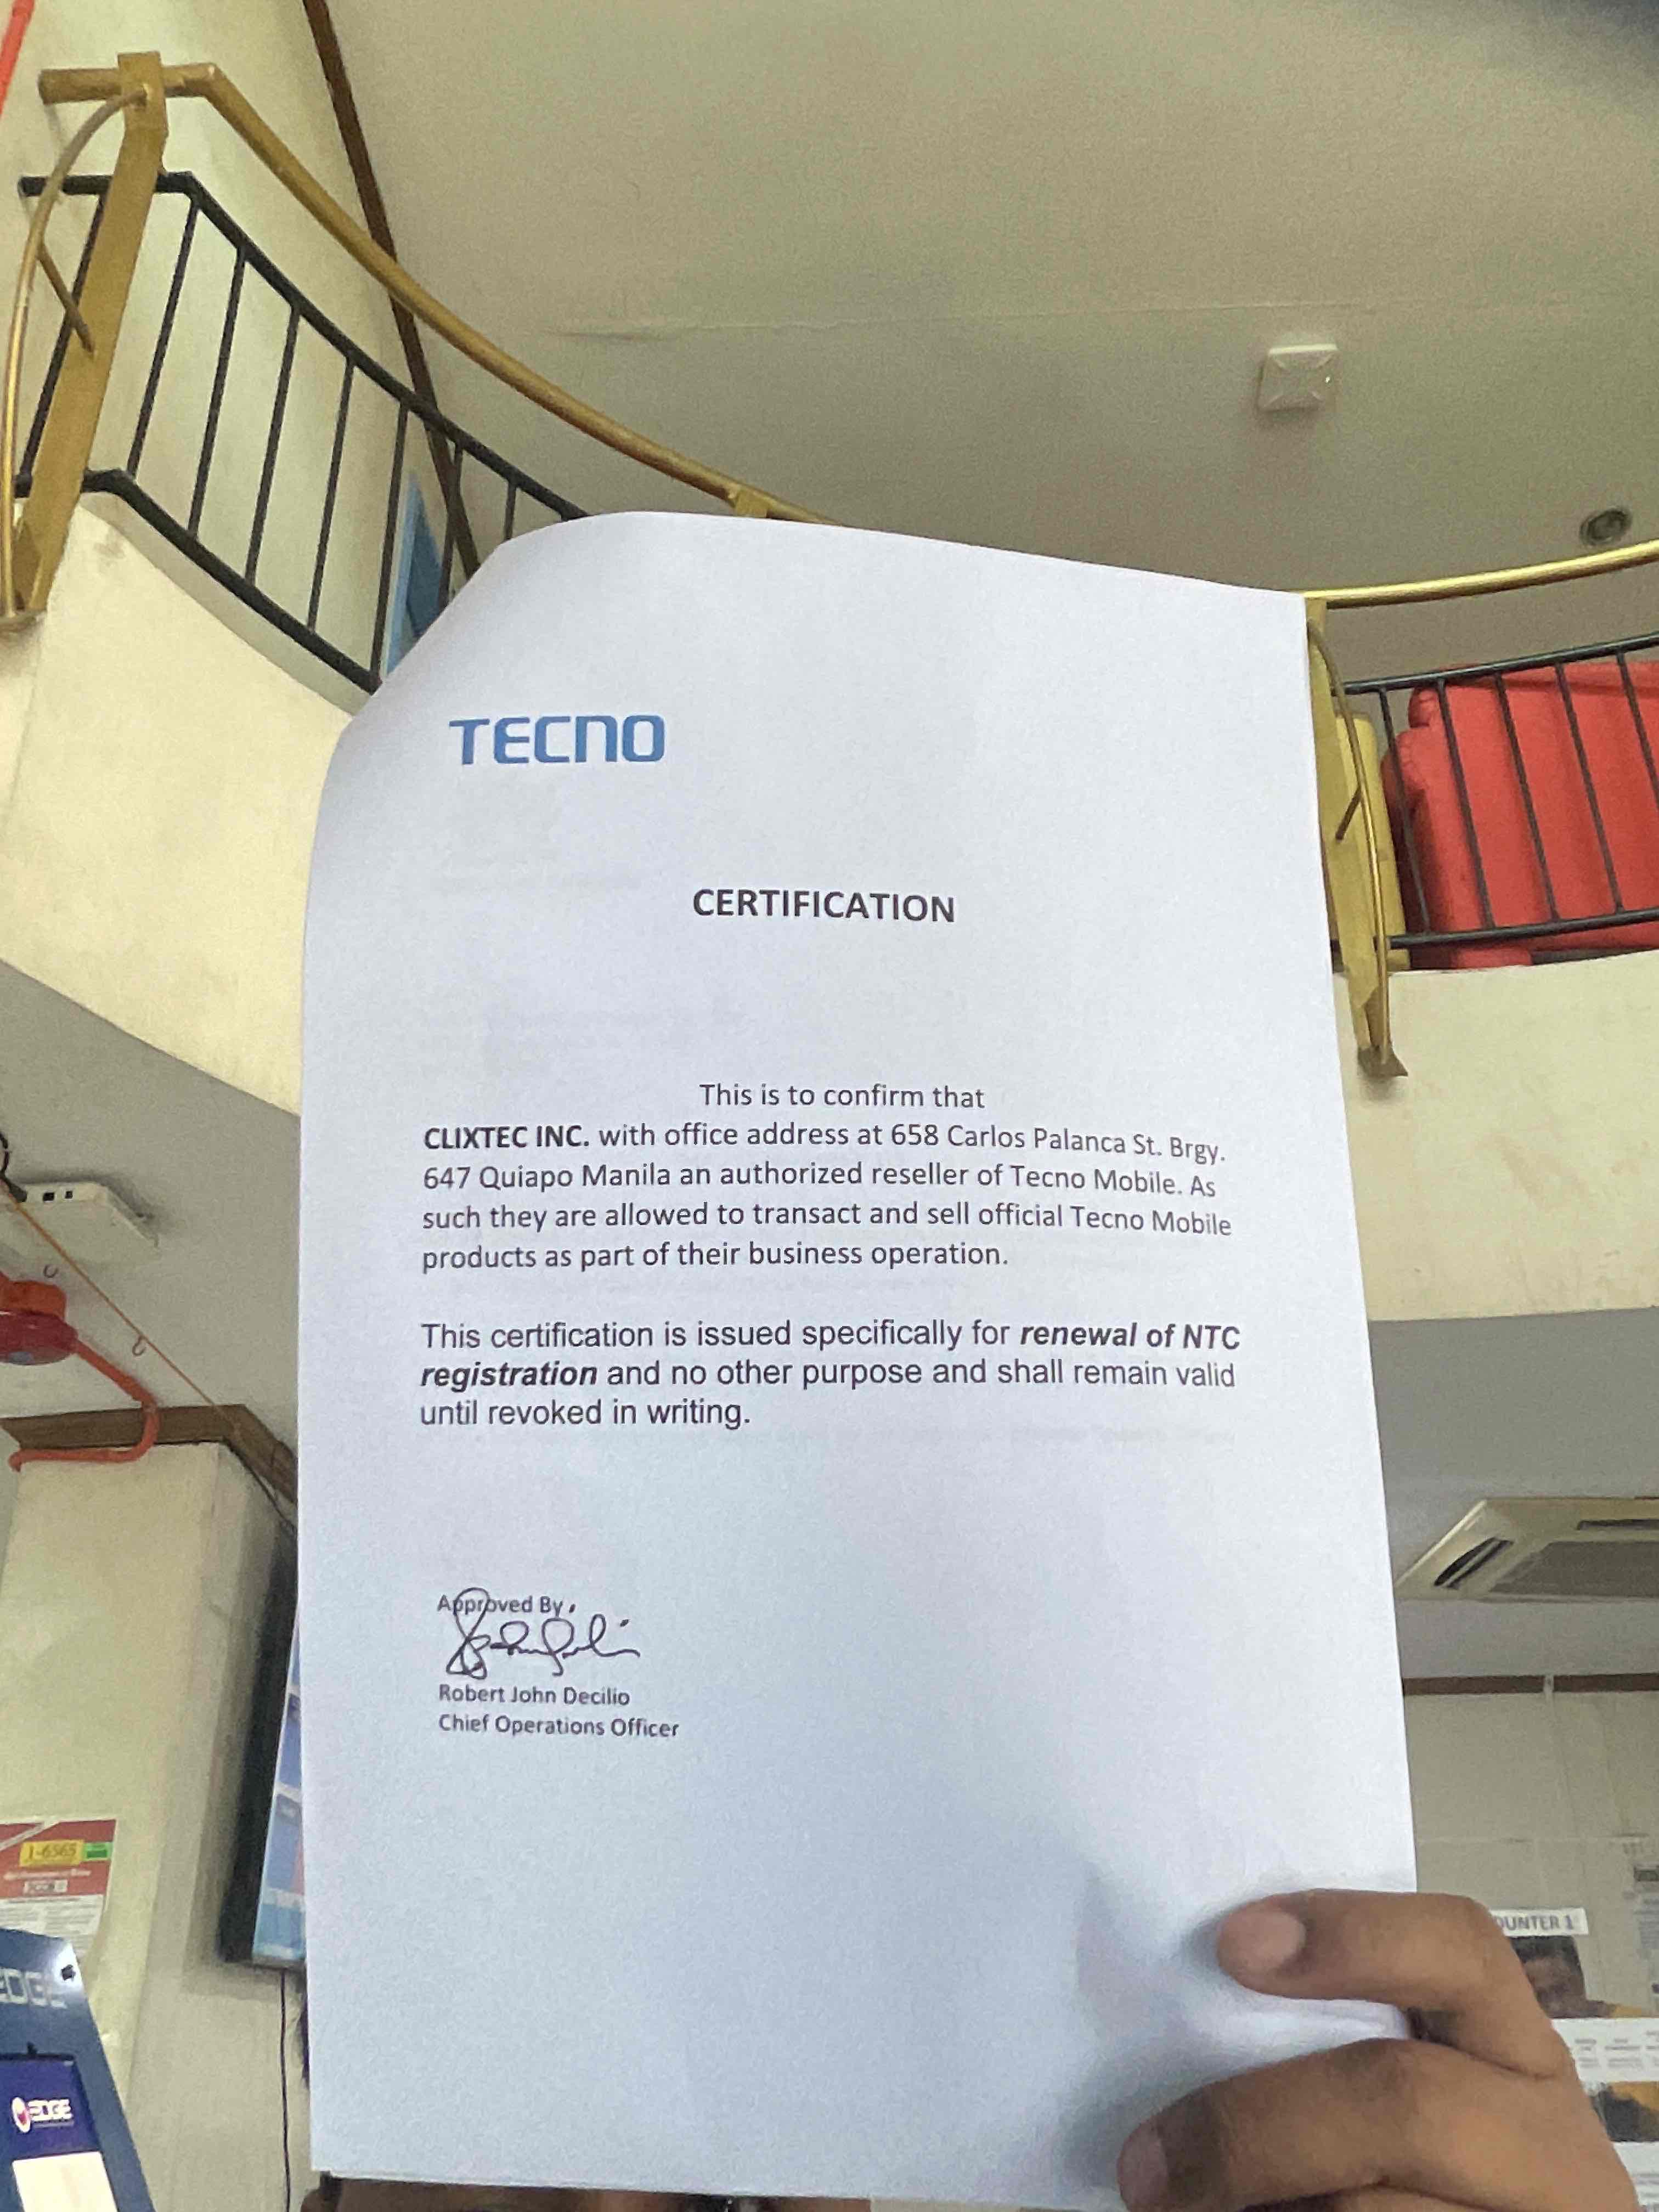 TECNO
CERTIFICATION
This is to confirm that
CLIXTEC INC. with office address at 658 Carlos Palanca St. Brgy.
647 Quiapo Manila an authorized reseller of Tecno Mobile. As
such they are allowed to transact and sell official Tecno Mobile
products as part of their business operation.
This certification is issued specifically for renewal of NTC
registration and no other purpose and shall remain valid
until revoked in writing.
Approved By,
Robert John Decilio
Chief Operations Officer
1-6565
OUNTER 1
EDGE
EDGE